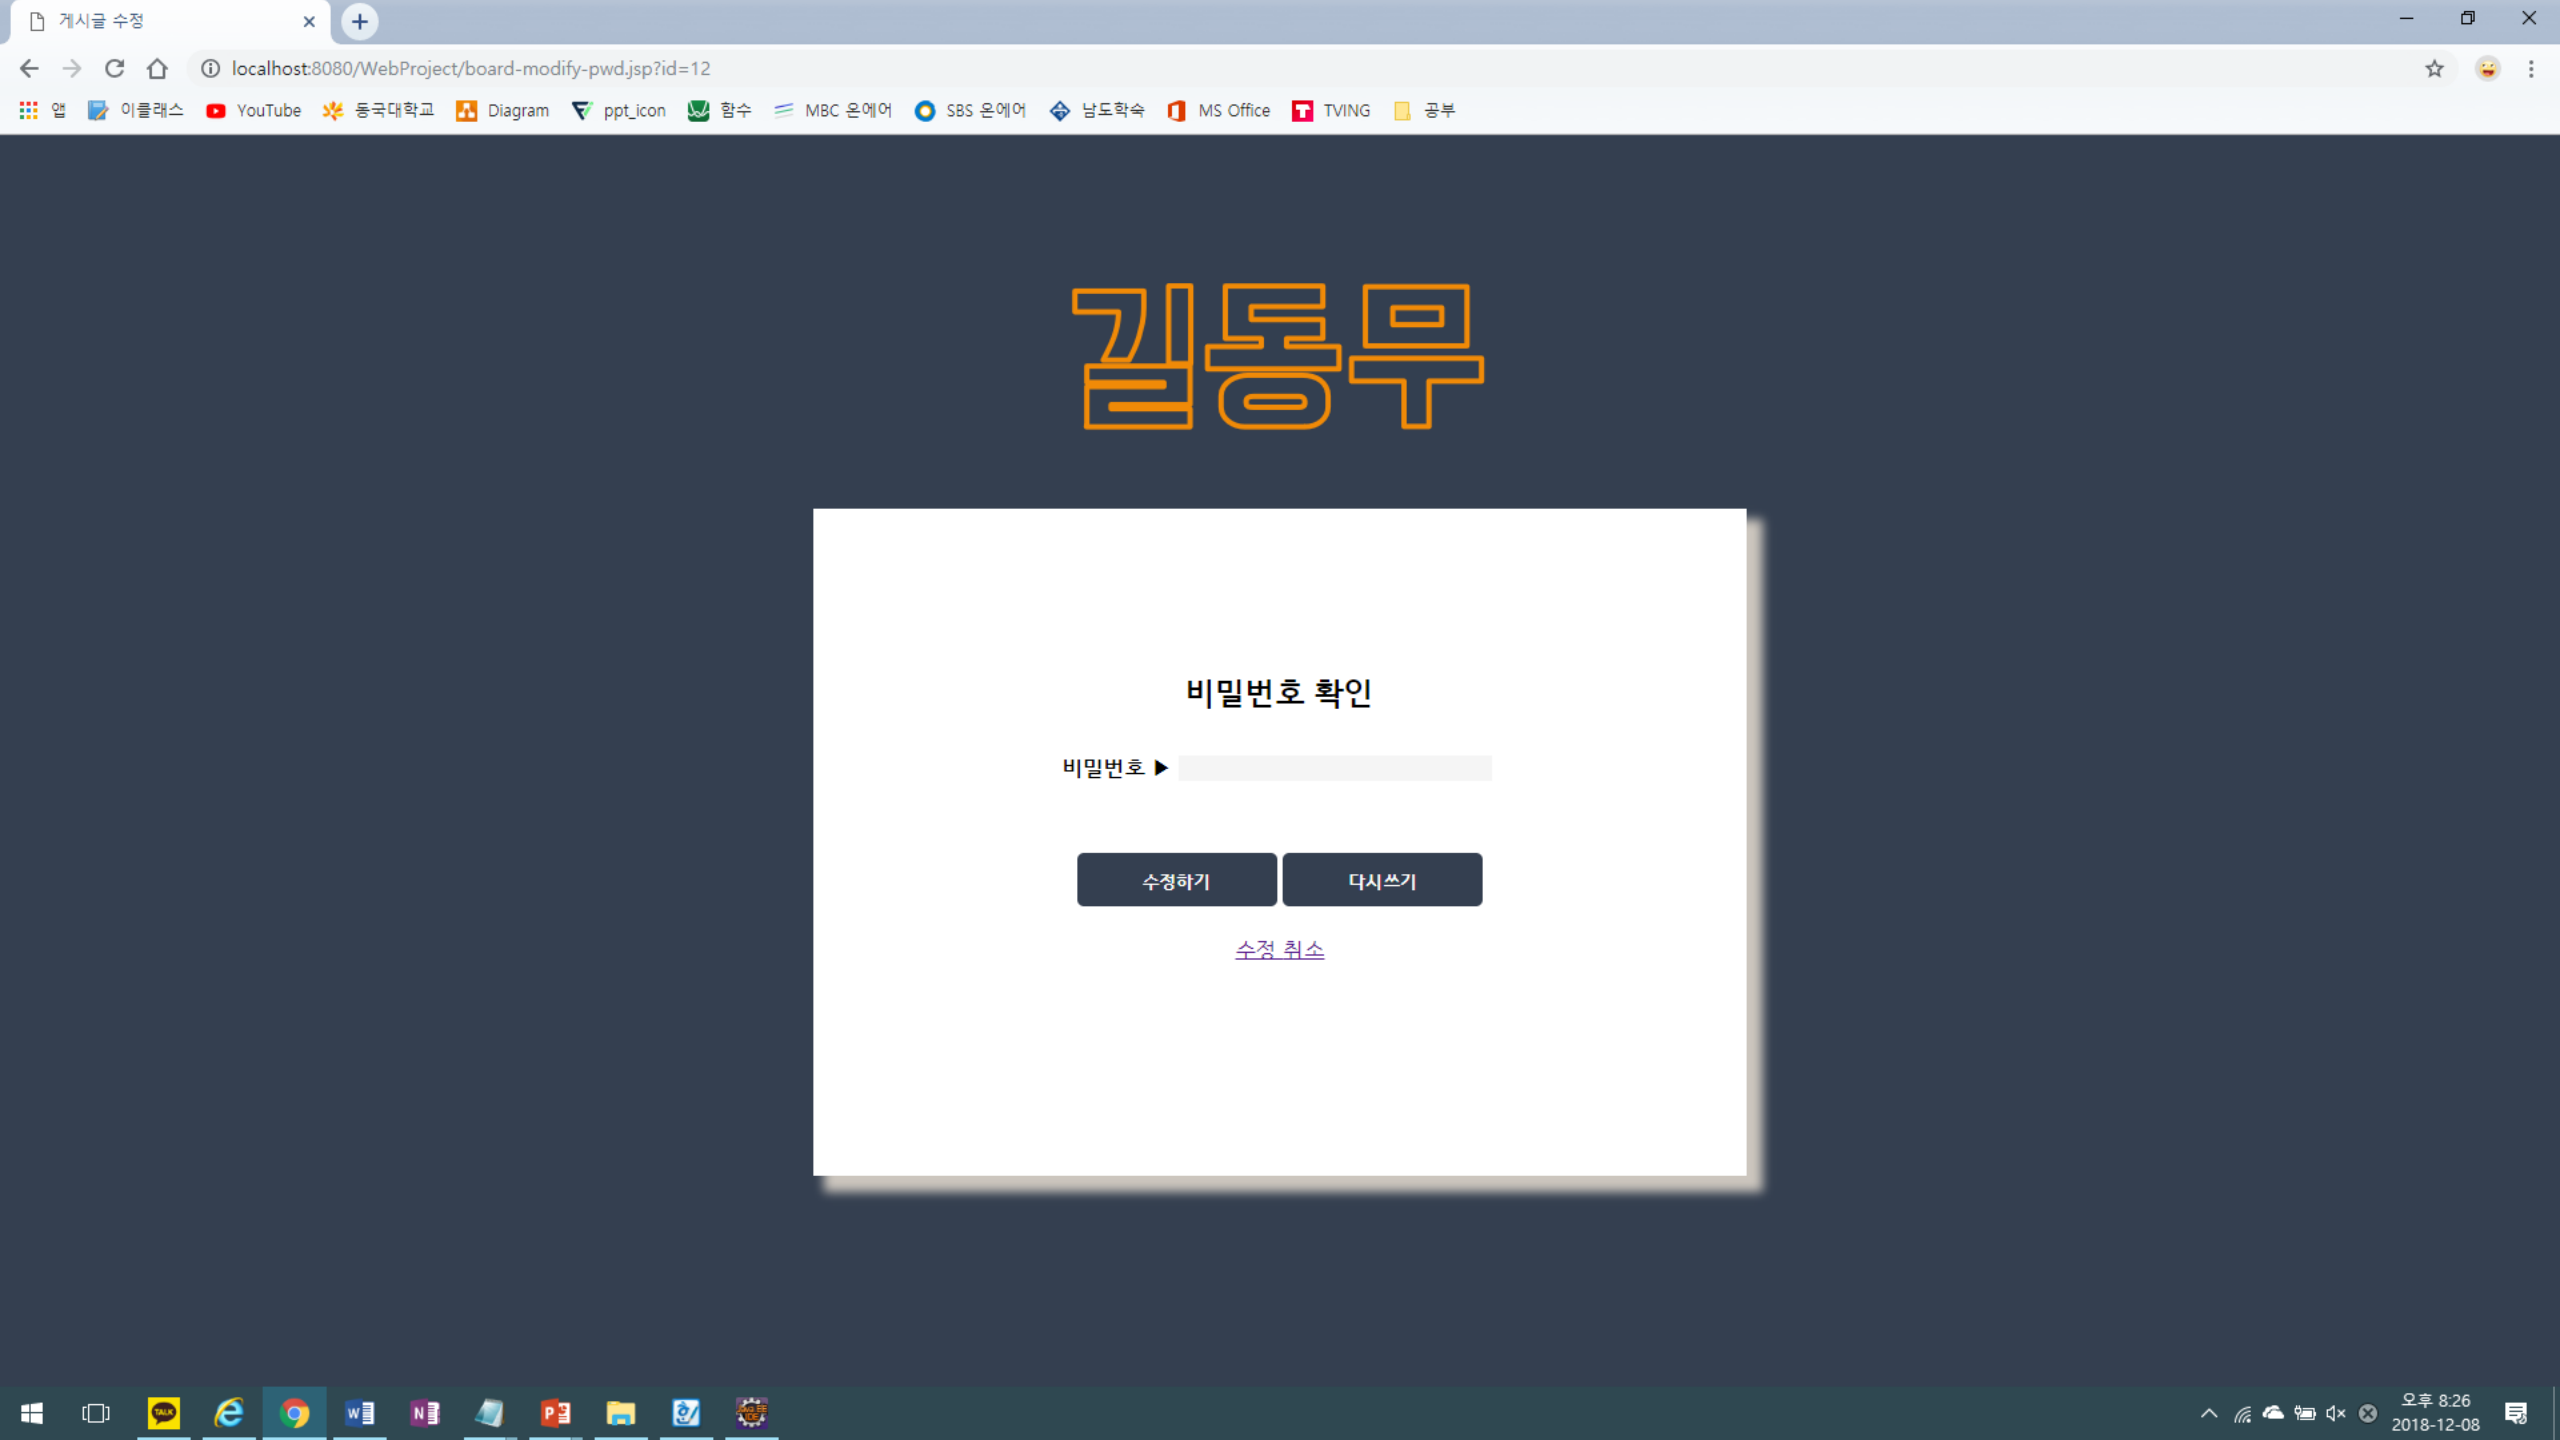 게시글 수정
localhost:8080/WebProject/board-modify-pwd.jsp?id=12
앱 이클래스 YouTube 동국대학교 Diagram ppt_icon 함수 MBC 온에어 SBS 온에어 남도학숙 MS Office TVING 공부
길동무
비밀번호 확인
비밀번호 ▶
수정하기 다시쓰기
수정 취소
TALK
오후 8:26
2018-12-08